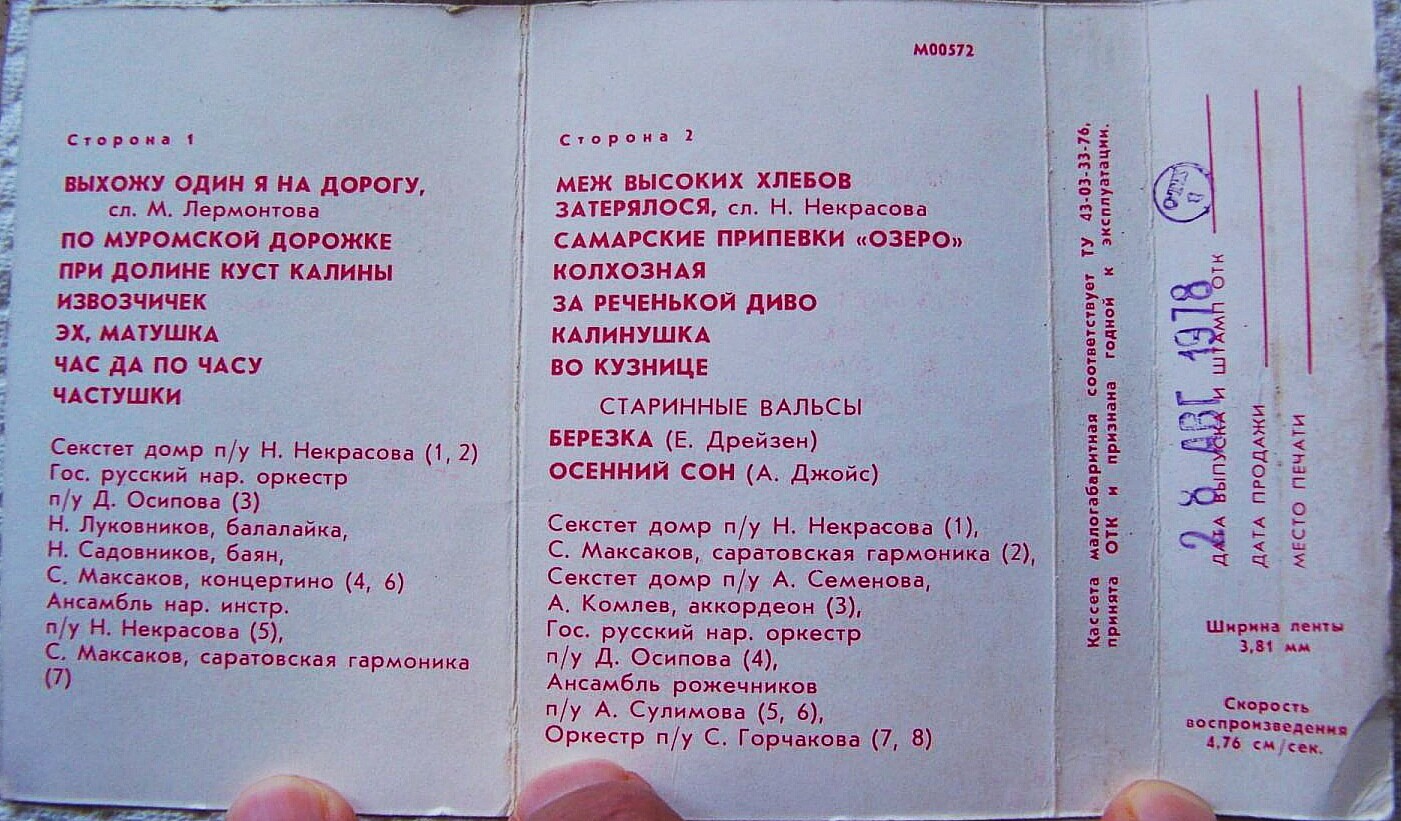 Сторона 1
ВЫХОЖУ ОДИН Я НА ДОРОГУ,
сл. М. Лермонтова
ПО МУРОМСКОЙ ДОРОЖКЕ
ПРИ ДОЛИНЕ КУСТ КАЛИНЫ
ИЗВОЗЧИЧЕК
ЭХ, МАТУШКА
ЧАС ДА ПО ЧАСУ
ЧАСТУШКИ
Секстет домр п/у Н. Некрасова (1, 2)
Гос. русский нар. оркестр
п/у Д. Осипова (3)
Н. Луковников, балалайка,
Н. Садовников, баян,
С. Максаков, концертино (4, 6)
Ансамбль нар. инстр.
п/у Н. Некрасова (5),
С. Максаков, саратовская гармоника
(7)
М00572
Сторона 2
МЕЖ ВЫСОКИХ ХЛЕБОВ
ЗАТЕРЯЛОСЯ, сл. Н. Некрасова
САМАРСКИЕ ПРИПЕВКИ «ОЗЕРО»
КОЛХОЗНАЯ
ЗА РЕЧЕНЬКОЙ ДИВО
КАЛИНУШКА
ВО КУЗНИЦЕ
СТАРИННЫЕ ВАЛЬСЫ
БЕРЕЗКА (Е. Дрейзен)
ОСЕННИЙ СОН (А. Джойс)
Секстет домр п/у Н. Некрасова (1),
С. Максаков, саратовская гармоника (2),
Секстет домр п/у А. Семенова,
А. Комлев, аккордеон (3),
Гос. русский нар. оркестр
п/у Д. Осипова (4),
Ансамбль рожечников
п/у А. Сулимова (5, 6),
Оркестр п/у С. Горчакова (7, 8)
Кассета малогабаритная соответствует ТУ 43-03-33-76,
принята ОТК и признана годной к эксплуатации.
28 АВГ 1978
ДАТА ВЫПУСКА И ШТАМП ОТК
ДАТА ПРОДАЖИ
МЕСТО ПЕЧАТИ
Ширина ленты
3,81 мм
Скорость
воспроизведения
4,76 см/сек.